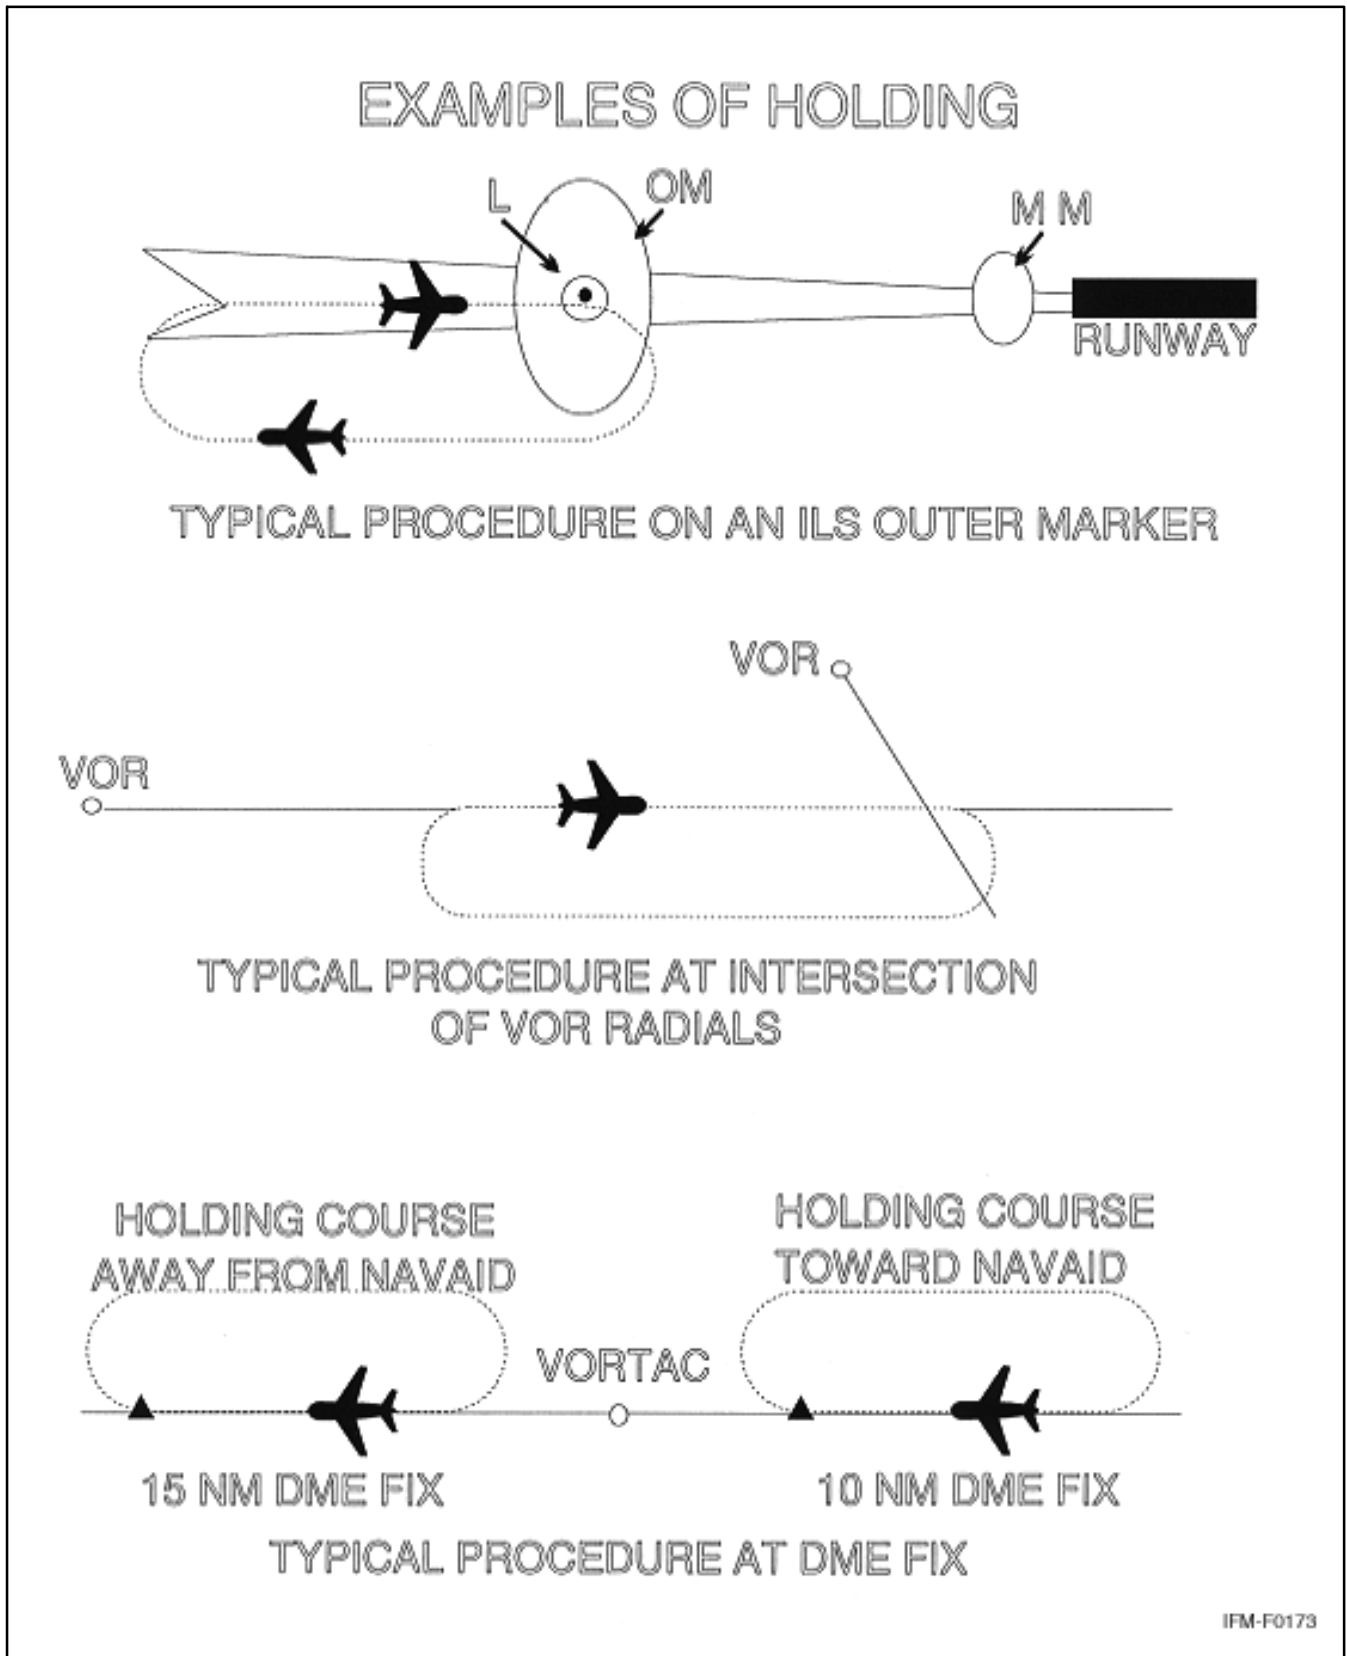 EXAMPLES OF HOLDING
L
OM
M M
RUNWAY
TYPICAL PROCEDURE ON AN ILS OUTER MARKER
VOR
VOR
TYPICAL PROCEDURE AT INTERSECTION
OF VOR RADIALS
HOLDING COURSE
AWAY FROM NAVAID
HOLDING COURSE
TOWARD NAVAID
VORTAC
15 NM DME FIX
10 NM DME FIX
TYPICAL PROCEDURE AT DME FIX
IFM-F0173